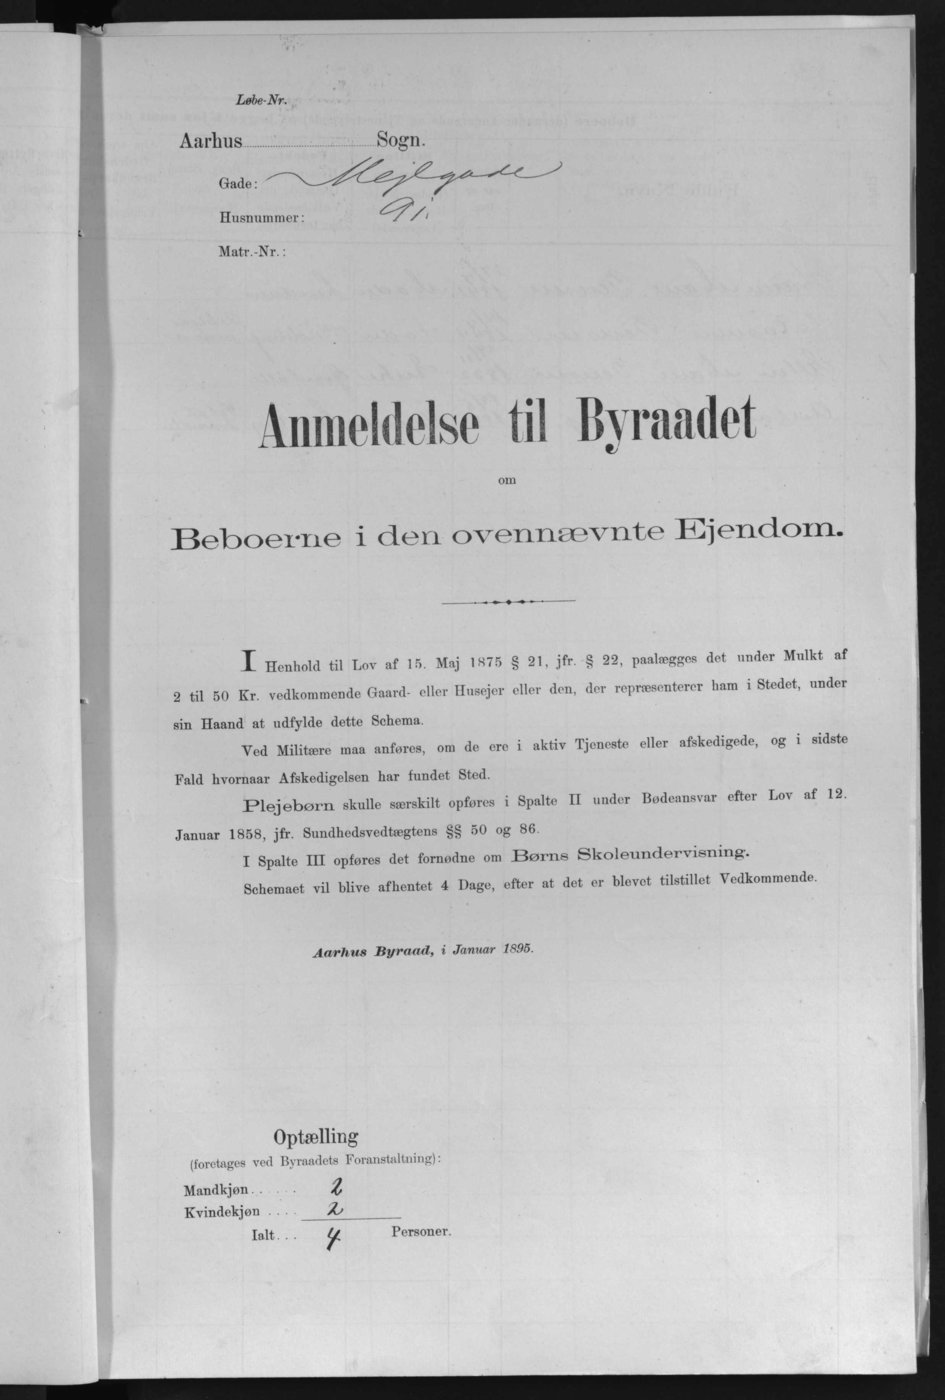 Løbe-Nr.
Aarhus Sogn.
Gade: Mejlgade
Husnummer: 91.
Matr.-Nr.:
Anmeldelse til Byraadet
om
Beboerne i den ovennævnte Ejendom.
I Henhold til Lov af 15. Maj 1875 § 21, jfr. § 22, paalægges det under Mulkt af
2 til 50 Kr. vedkommende Gaard- eller Husejer eller den, der repræsenterer ham i Stedet, under
sin Haand at udfylde dette Schema.
Ved Militære maa anføres, om de ere i aktiv Tjeneste eller afskedigede, og i sidste
Fald hvornaar Afskedigelsen har fundet Sted.
Plejebørn skulle særskilt opføres i Spalte II under Bødeansvar efter Lov af 12.
Januar 1858, jfr. Sundhedsvedtægtens §§ 50 og 86.
I Spalte III opføres det fornødne om Børns Skoleundervisning.
Schemaet vil blive afhentet 4 Dage, efter at det er blevet tilstillet Vedkommende.
Aarhus Byraad, i Januar 1895.
Optælling
(foretages ved Byraadets Foranstaltning):
Mandkjøn...... 2
Kvindekjøn .... 2
Ialt... 4 Personer.